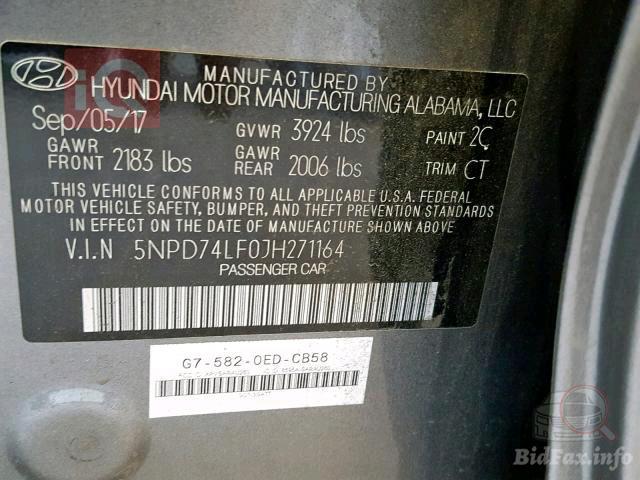 MANUFACTURED BY
HYUNDAI MOTOR MANUFACTURING ALABAMA, LLC
Sep/05/17 GVWR 3924 lbs PAINT 2C
GAWR FRONT 2183 lbs GAWR REAR 2006 lbs TRIM CT
THIS VEHICLE CONFORMS TO ALL APPLICABLE U.S.A. FEDERAL
MOTOR VEHICLE SAFETY, BUMPER, AND THEFT PREVENTION STANDARDS
IN EFFECT ON THE DATE OF MANUFACTURE SHOWN ABOVE
V.I.N 5NPD74LF0JH271164
PASSENGER CAR
G7-582-0ED-CB58
BidFax.info